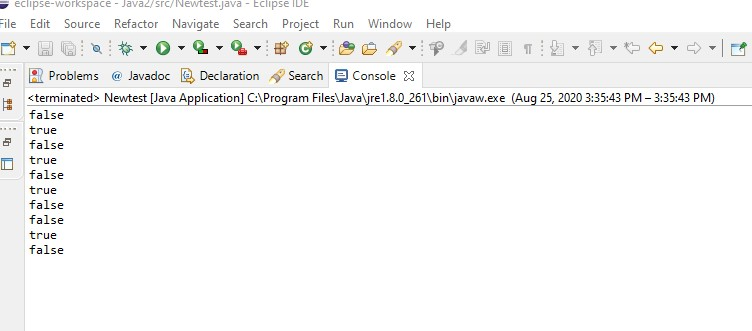 eclipse-workspace - Java2/src/Newtest.java - Eclipse IDE
File Edit Source Refactor Navigate Search Project Run Window Help
Problems @ Javadoc Declaration Search Console
<terminated> Newtest [Java Application] C:\Program Files\Java\jre1.8.0_261\bin\javaw.exe (Aug 25, 2020 3:35:43 PM – 3:35:43 PM)
false
true
false
true
false
true
false
false
true
false